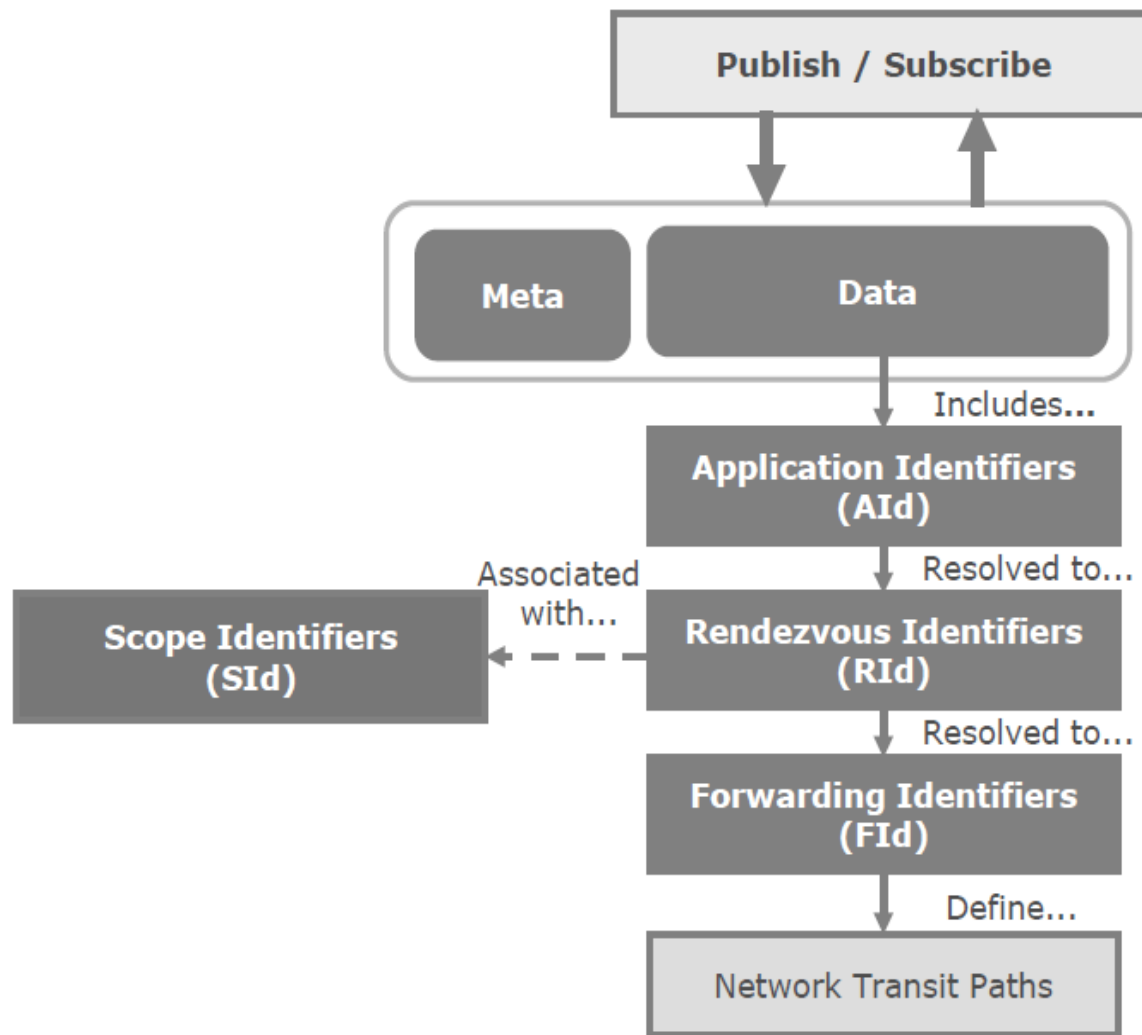 Publish / Subscribe
Meta
Data
Includes...
Application Identifiers
(AId)
Resolved to...
Associated
with...
Scope Identifiers
(SId)
Rendezvous Identifiers
(RId)
Resolved to...
Forwarding Identifiers
(FId)
Define...
Network Transit Paths